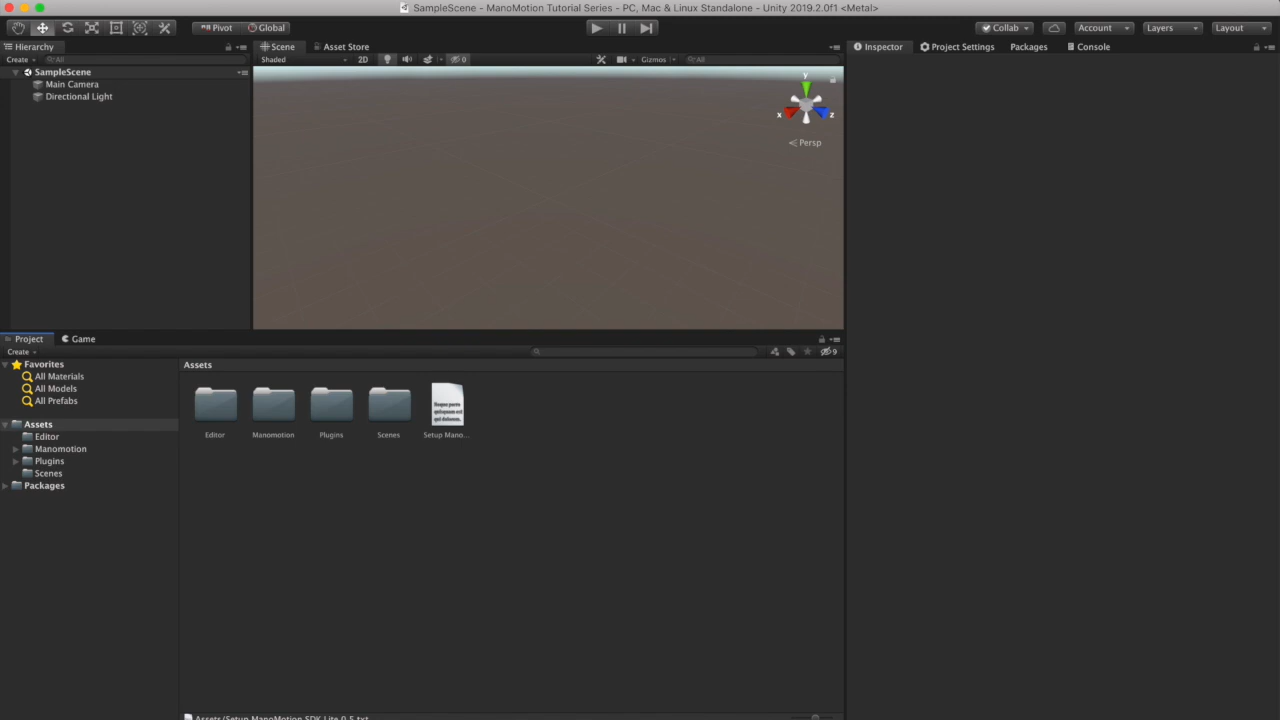 SampleScene - ManoMotion Tutorial Series - PC, Mac & Linux Standalone - Unity 2019.2.0f1 <Metal>
Pivot Global Collab Account Layers Layout
Hierarchy Scene Asset Store Inspector Project Settings Packages Console
Create All Shaded 2D 0 Gizmos All
SampleScene
Main Camera
Directional Light
y
x z
Persp
Project Game
Create 9
Favorites Assets
All Materials
All Models
All Prefabs
Assets
Editor Manomotion Plugins Scenes Setup Mano...
Editor
Manomotion
Plugins
Scenes
Packages
Assets/Setup ManoMotion SDK Lite 0.5.txt